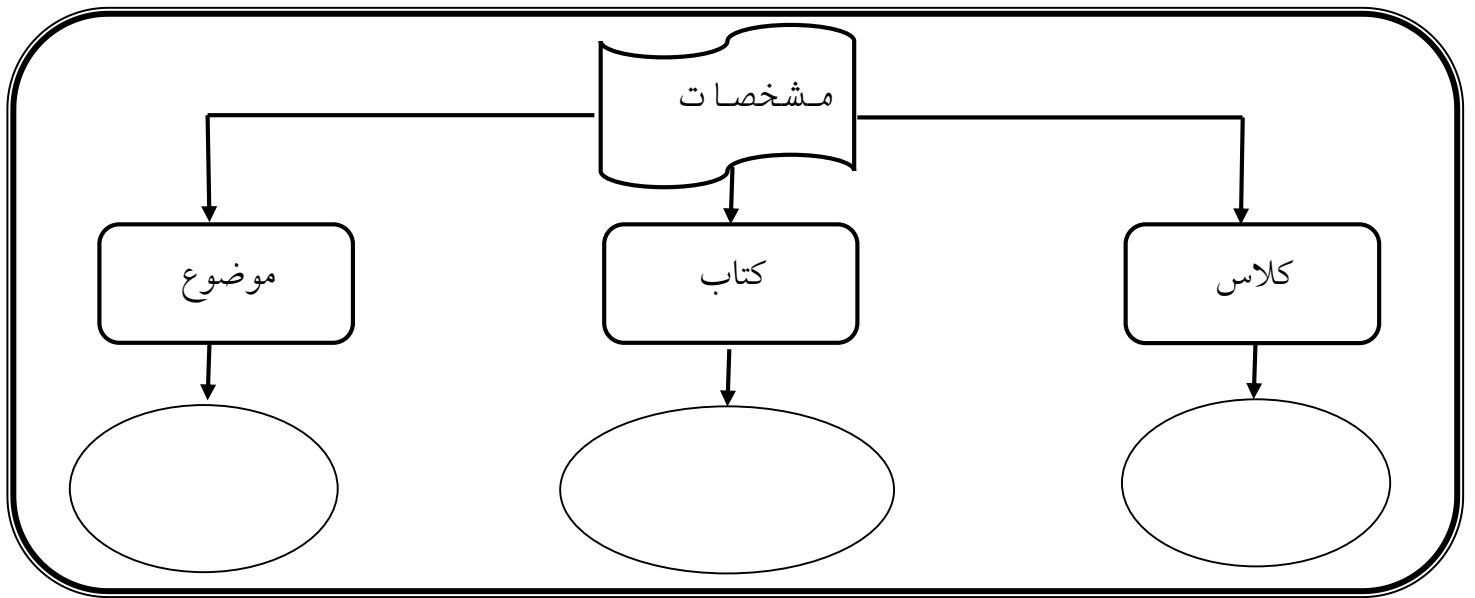 مشخصات
کلاس
کتاب
موضوع